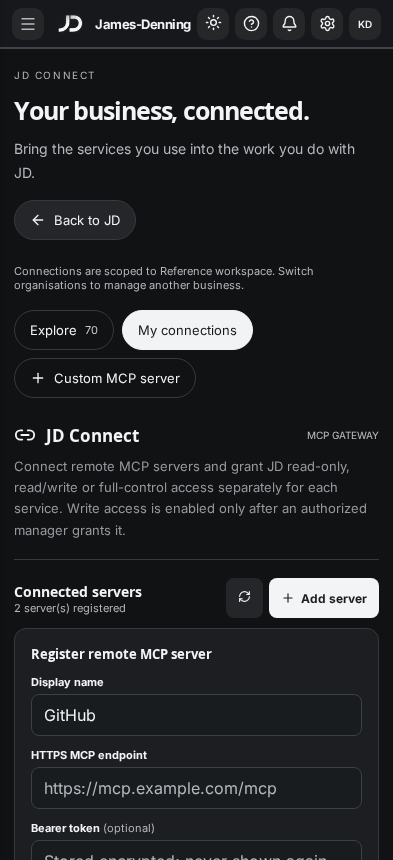 JD James-Denning KD
JD CONNECT
Your business, connected.
Bring the services you use into the work you do with
JD.
Back to JD
Connections are scoped to Reference workspace. Switch
organisations to manage another business.
Explore 70 My connections
Custom MCP server
JD Connect MCP GATEWAY
Connect remote MCP servers and grant JD read-only,
read/write or full-control access separately for each
service. Write access is enabled only after an authorized
manager grants it.
Connected servers
2 server(s) registered
Add server
Register remote MCP server
Display name
GitHub
HTTPS MCP endpoint
https://mcp.example.com/mcp
Bearer token (optional)
Stored encrypted; never shown again